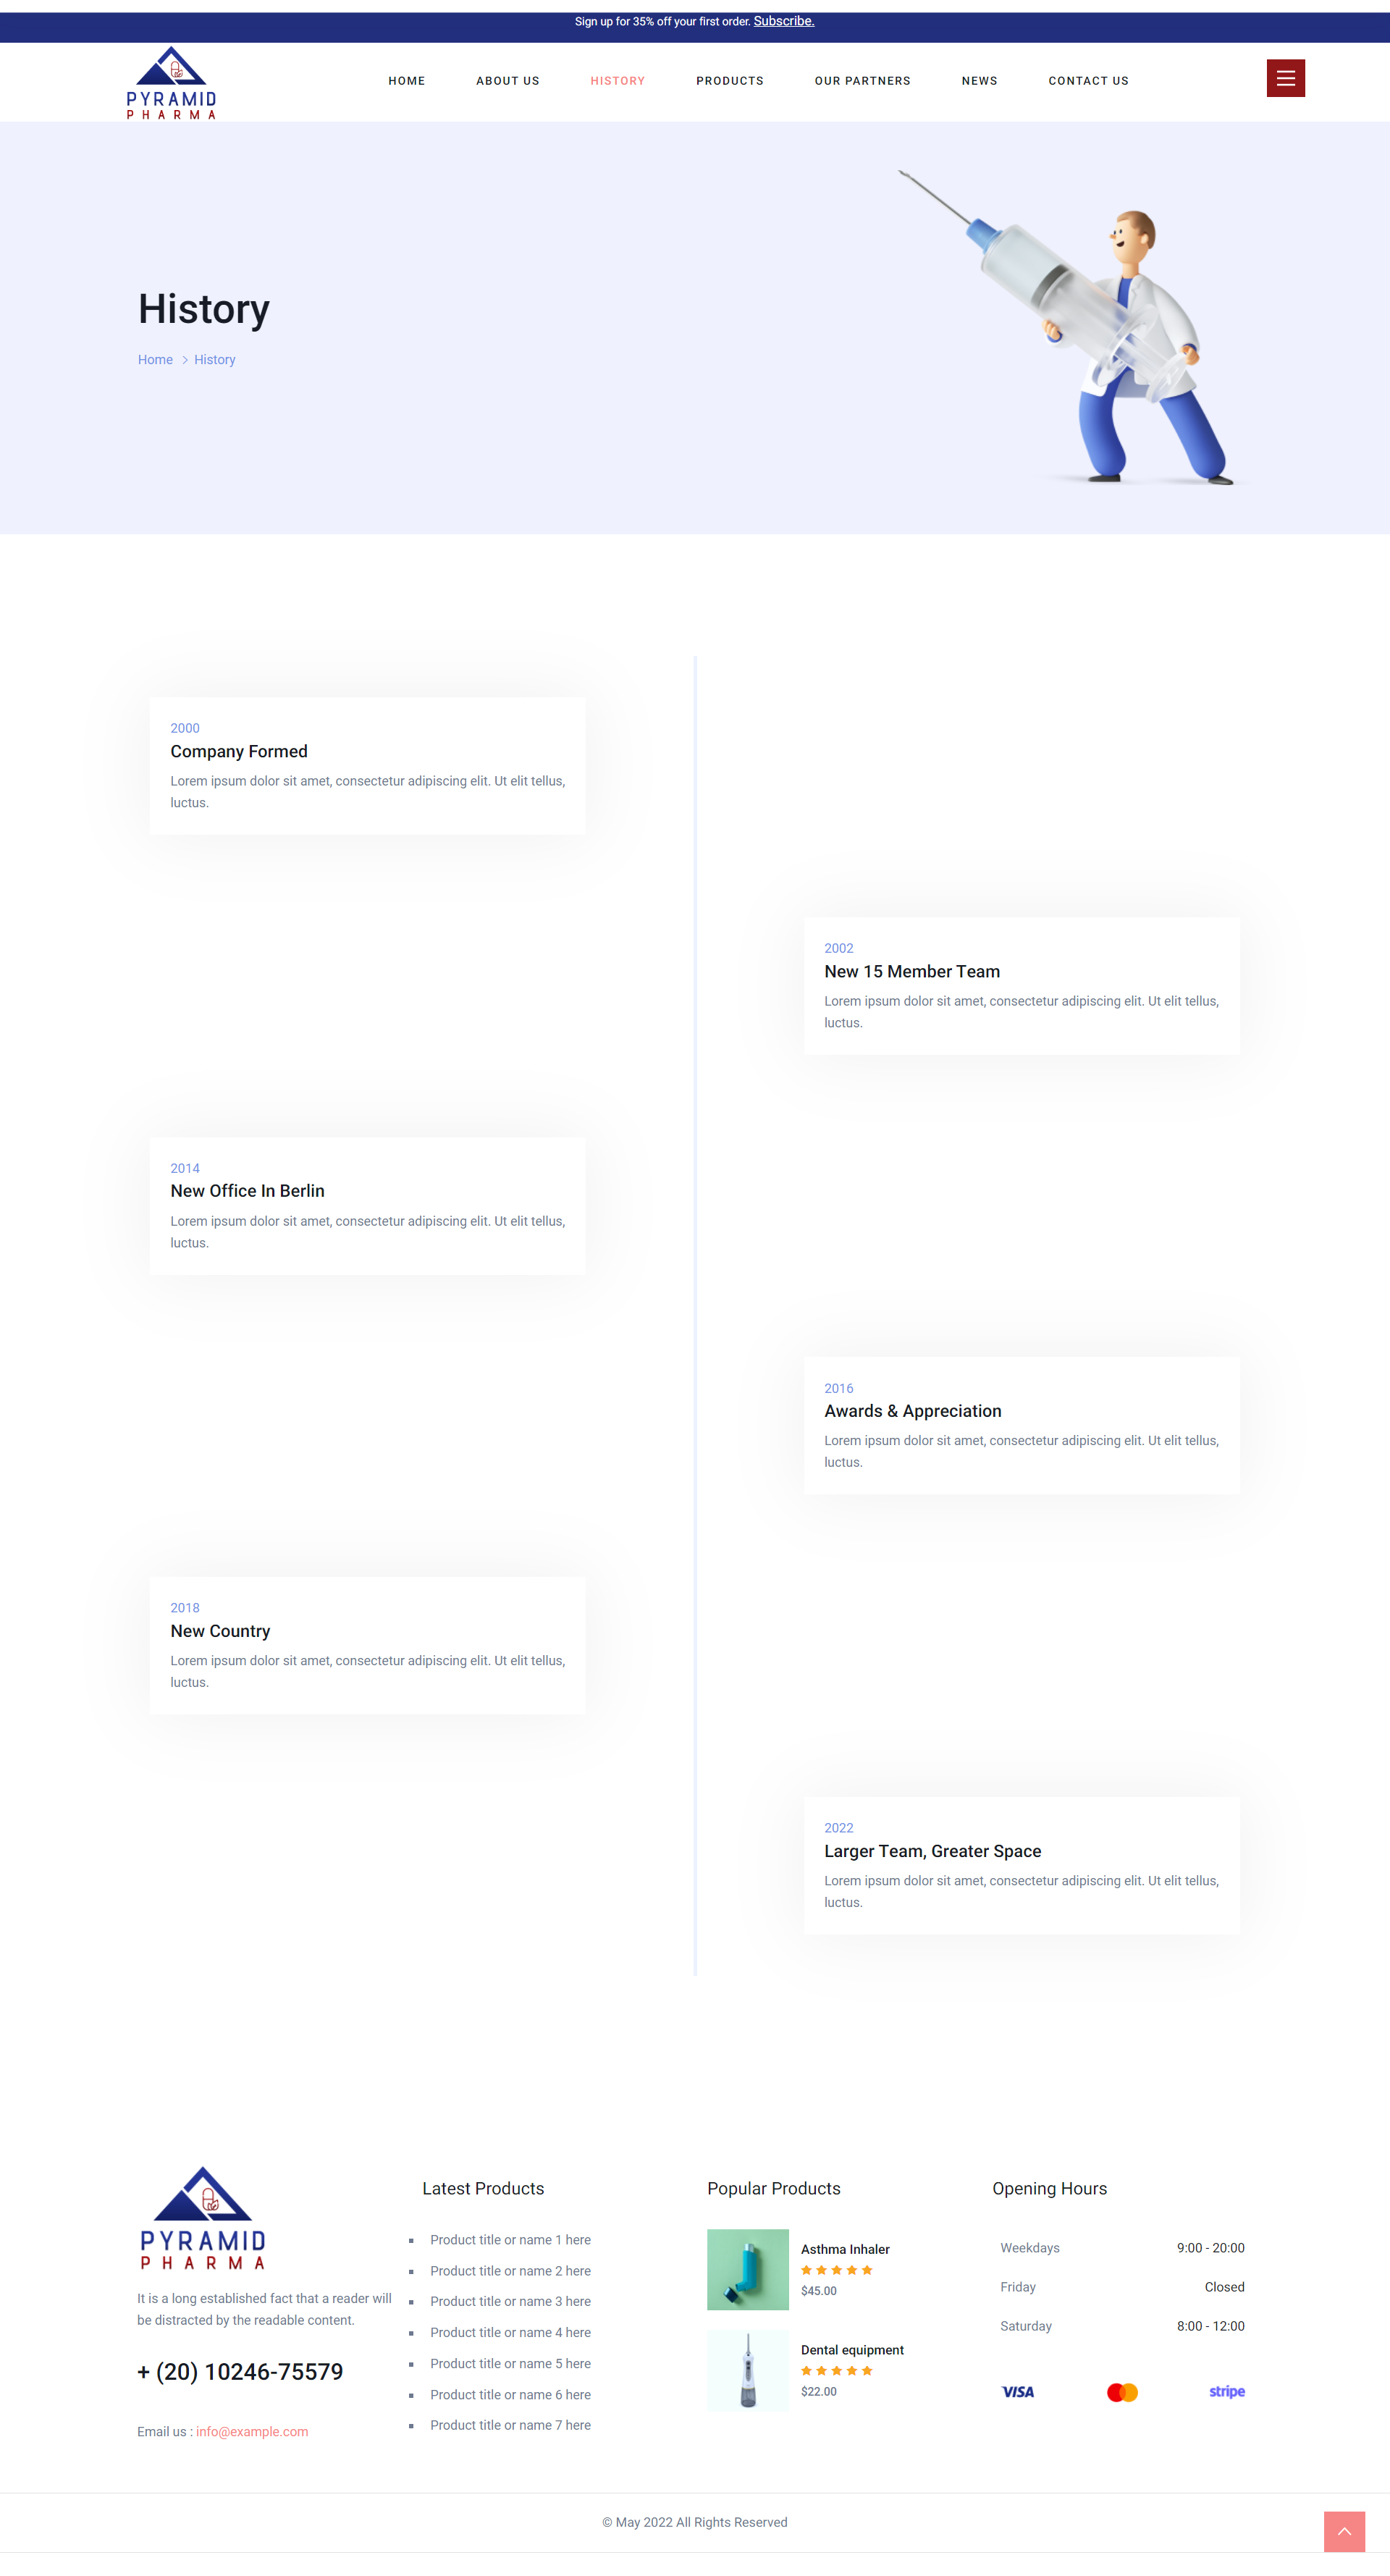 Sign up for 35% off your first order. Subscribe.
PYRAMID
PHARMA
HOME
ABOUT US
HISTORY
PRODUCTS
OUR PARTNERS
NEWS
CONTACT US
History
Home > History
2000
Company Formed
Lorem ipsum dolor sit amet, consectetur adipiscing elit. Ut elit tellus,
luctus.
2002
New 15 Member Team
Lorem ipsum dolor sit amet, consectetur adipiscing elit. Ut elit tellus,
luctus.
2014
New Office In Berlin
Lorem ipsum dolor sit amet, consectetur adipiscing elit. Ut elit tellus,
luctus.
2016
Awards & Appreciation
Lorem ipsum dolor sit amet, consectetur adipiscing elit. Ut elit tellus,
luctus.
2018
New Country
Lorem ipsum dolor sit amet, consectetur adipiscing elit. Ut elit tellus,
luctus.
2022
Larger Team, Greater Space
Lorem ipsum dolor sit amet, consectetur adipiscing elit. Ut elit tellus,
luctus.
PYRAMID
PHARMA
It is a long established fact that a reader will
be distracted by the readable content.
+ (20) 10246-75579
Email us : info@example.com
Latest Products
Product title or name 1 here
Product title or name 2 here
Product title or name 3 here
Product title or name 4 here
Product title or name 5 here
Product title or name 6 here
Product title or name 7 here
Popular Products
Asthma Inhaler
$45.00
Dental equipment
$22.00
Opening Hours
Weekdays 9:00 - 20:00
Friday Closed
Saturday 8:00 - 12:00
VISA
stripe
© May 2022 All Rights Reserved